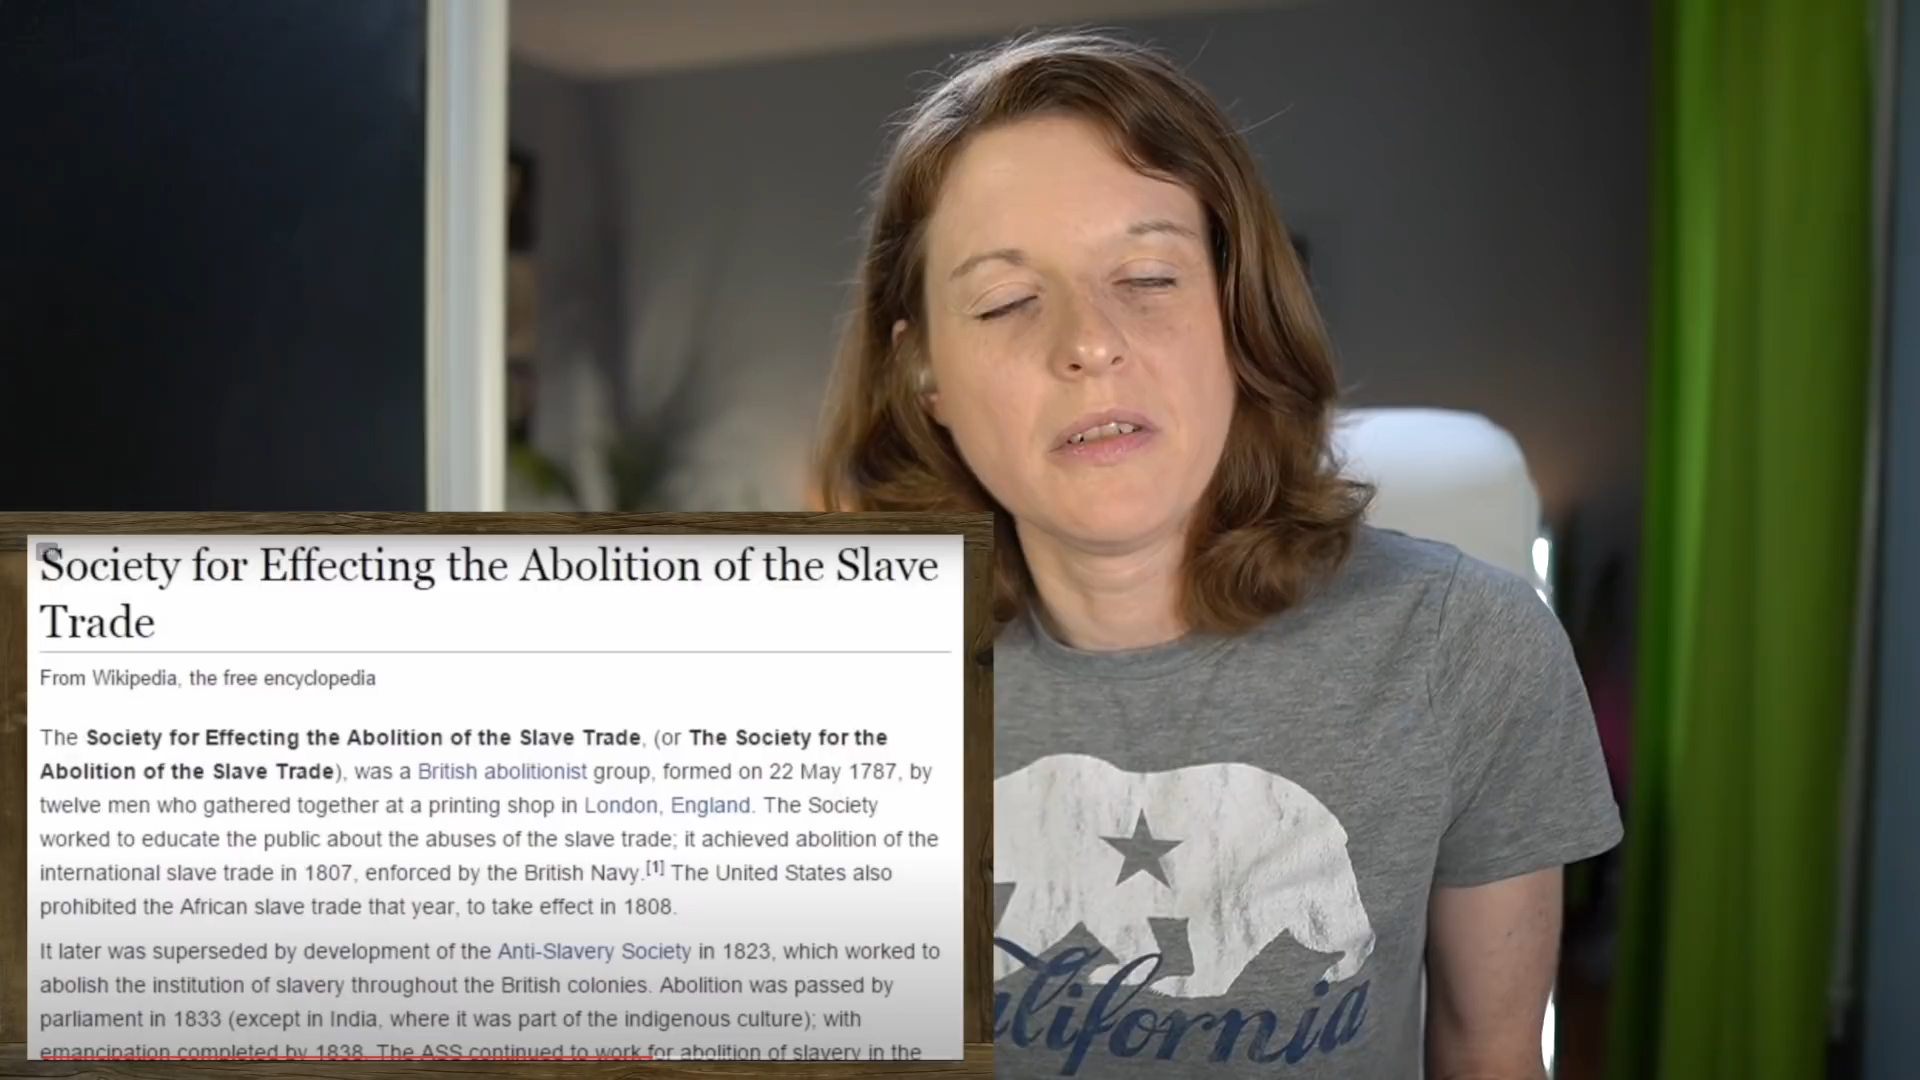 Society for Effecting the Abolition of the Slave
Trade
From Wikipedia, the free encyclopedia
The Society for Effecting the Abolition of the Slave Trade, (or The Society for the
Abolition of the Slave Trade), was a British abolitionist group, formed on 22 May 1787, by
twelve men who gathered together at a printing shop in London, England. The Society
worked to educate the public about the abuses of the slave trade; it achieved abolition of the
international slave trade in 1807, enforced by the British Navy.[1] The United States also
prohibited the African slave trade that year, to take effect in 1808.
It later was superseded by development of the Anti-Slavery Society in 1823, which worked to
abolish the institution of slavery throughout the British colonies. Abolition was passed by
parliament in 1833 (except in India, where it was part of the indigenous culture); with
emancipation completed by 1838. The ASS continued to work for abolition of slavery in the
alifornia